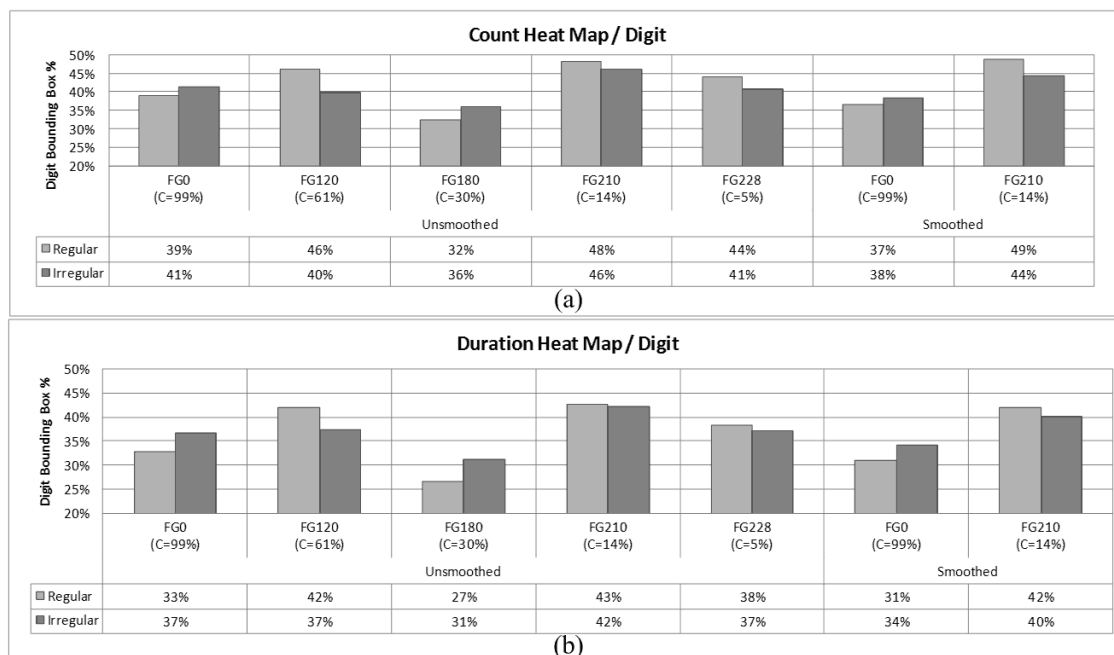 Count Heat Map / Digit
Digit Bounding Box %
50%
45%
40%
35%
30%
25%
20%
FG0 FG120 FG180 FG210 FG228 FG0 FG210
(C=99%) (C=61%) (C=30%) (C=14%) (C=5%) (C=99%) (C=14%)
Unsmoothed Smoothed
Regular 39% 46% 32% 48% 44% 37% 49%
Irregular 41% 40% 36% 46% 41% 38% 44%
(a)
Duration Heat Map / Digit
Digit Bounding Box %
50%
45%
40%
35%
30%
25%
20%
FG0 FG120 FG180 FG210 FG228 FG0 FG210
(C=99%) (C=61%) (C=30%) (C=14%) (C=5%) (C=99%) (C=14%)
Unsmoothed Smoothed
Regular 33% 42% 27% 43% 38% 31% 42%
Irregular 37% 37% 31% 42% 37% 34% 40%
(b)